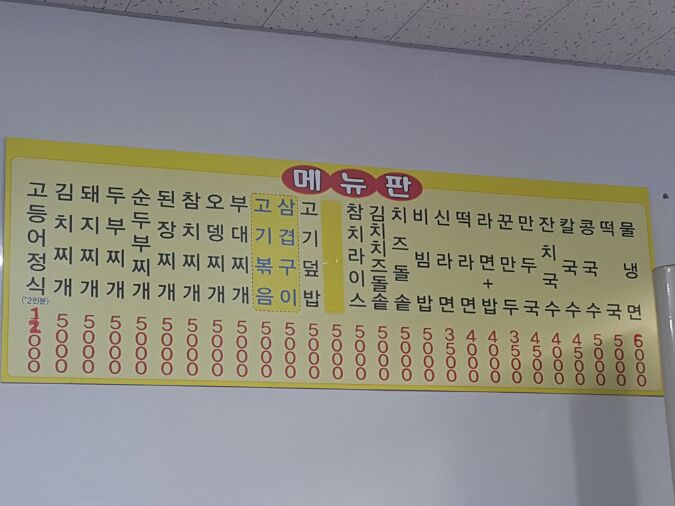 메뉴판
고등어정식
(*2인분)
12000
김치찌개
5000
돼지찌개
5000
두부찌개
5000
순두부찌개
5000
된장찌개
5000
참치찌개
5000
오뎅찌개
5000
부대찌개
5000
고기볶음
5000
삼겹구이
5000
고기덮밥
5000
5000
참치라이스
5000
김치치즈돌솥
5000
치즈돌솥
5000
비빔밥
5000
신라면
3500
떡라면
4000
라면+밥
4000
꾼만두
3500
만두국
4500
잔치국수
4000
칼국수
4500
콩국수
5000
떡국
5000
물냉면
6000